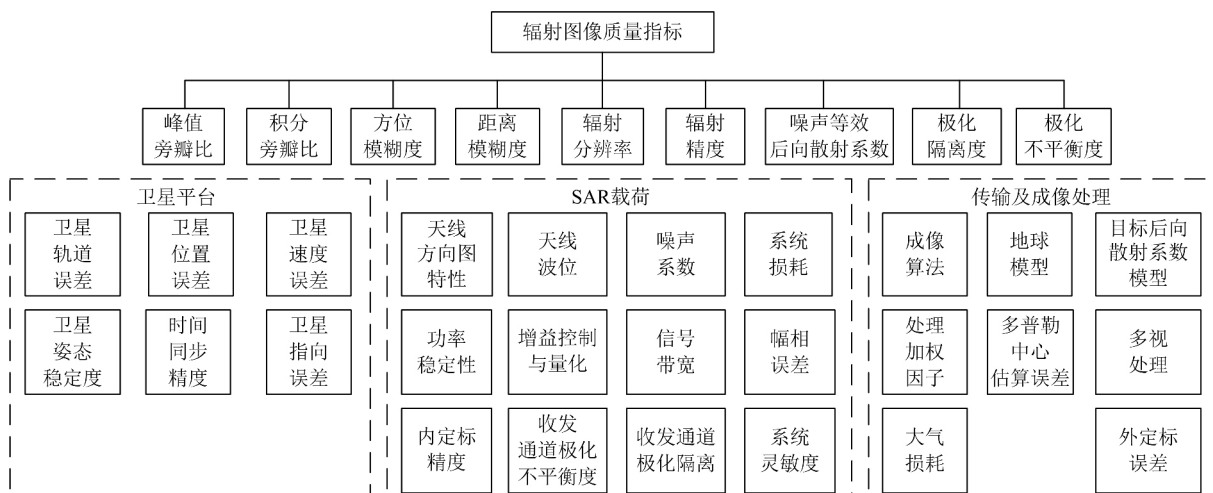 辐射图像质量指标
峰值
旁瓣比
积分
旁瓣比
方位
模糊度
距离
模糊度
辐射
分辨率
辐射
精度
噪声等效
后向散射系数
极化
隔离度
极化
不平衡度
卫星平台
卫星
轨道
误差
卫星
位置
误差
卫星
速度
误差
卫星
姿态
稳定度
时间
同步
精度
卫星
指向
误差
SAR载荷
天线
方向图
特性
天线
波位
噪声
系数
系统
损耗
功率
稳定性
增益控制
与量化
信号
带宽
幅相
误差
内定标
精度
收发
通道极化
不平衡度
收发通道
极化隔离
系统
灵敏度
传输及成像处理
成像
算法
地球
模型
目标后向
散射系数
模型
处理
加权
因子
多普勒
中心
估算误差
多视
处理
大气
损耗
外定标
误差